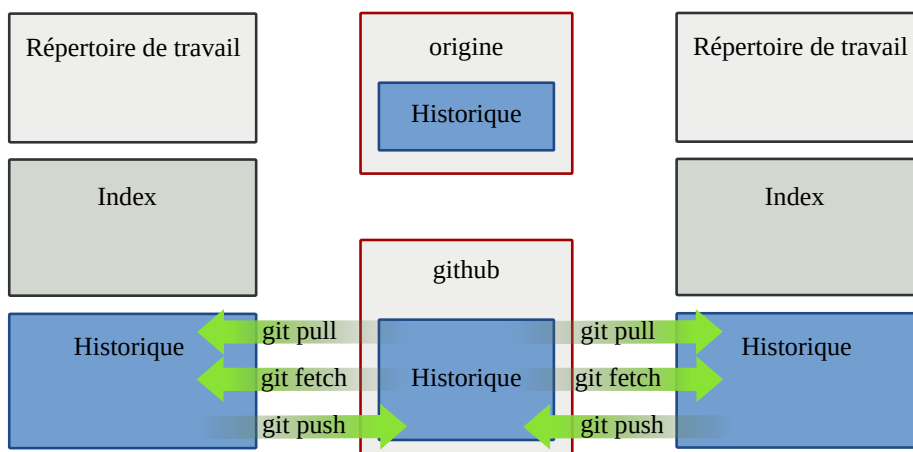 Répertoire de travail
origine
Répertoire de travail
Historique
Index
Index
github
Historique
git pull
git pull
Historique
git fetch
Historique
git fetch
git push
git push